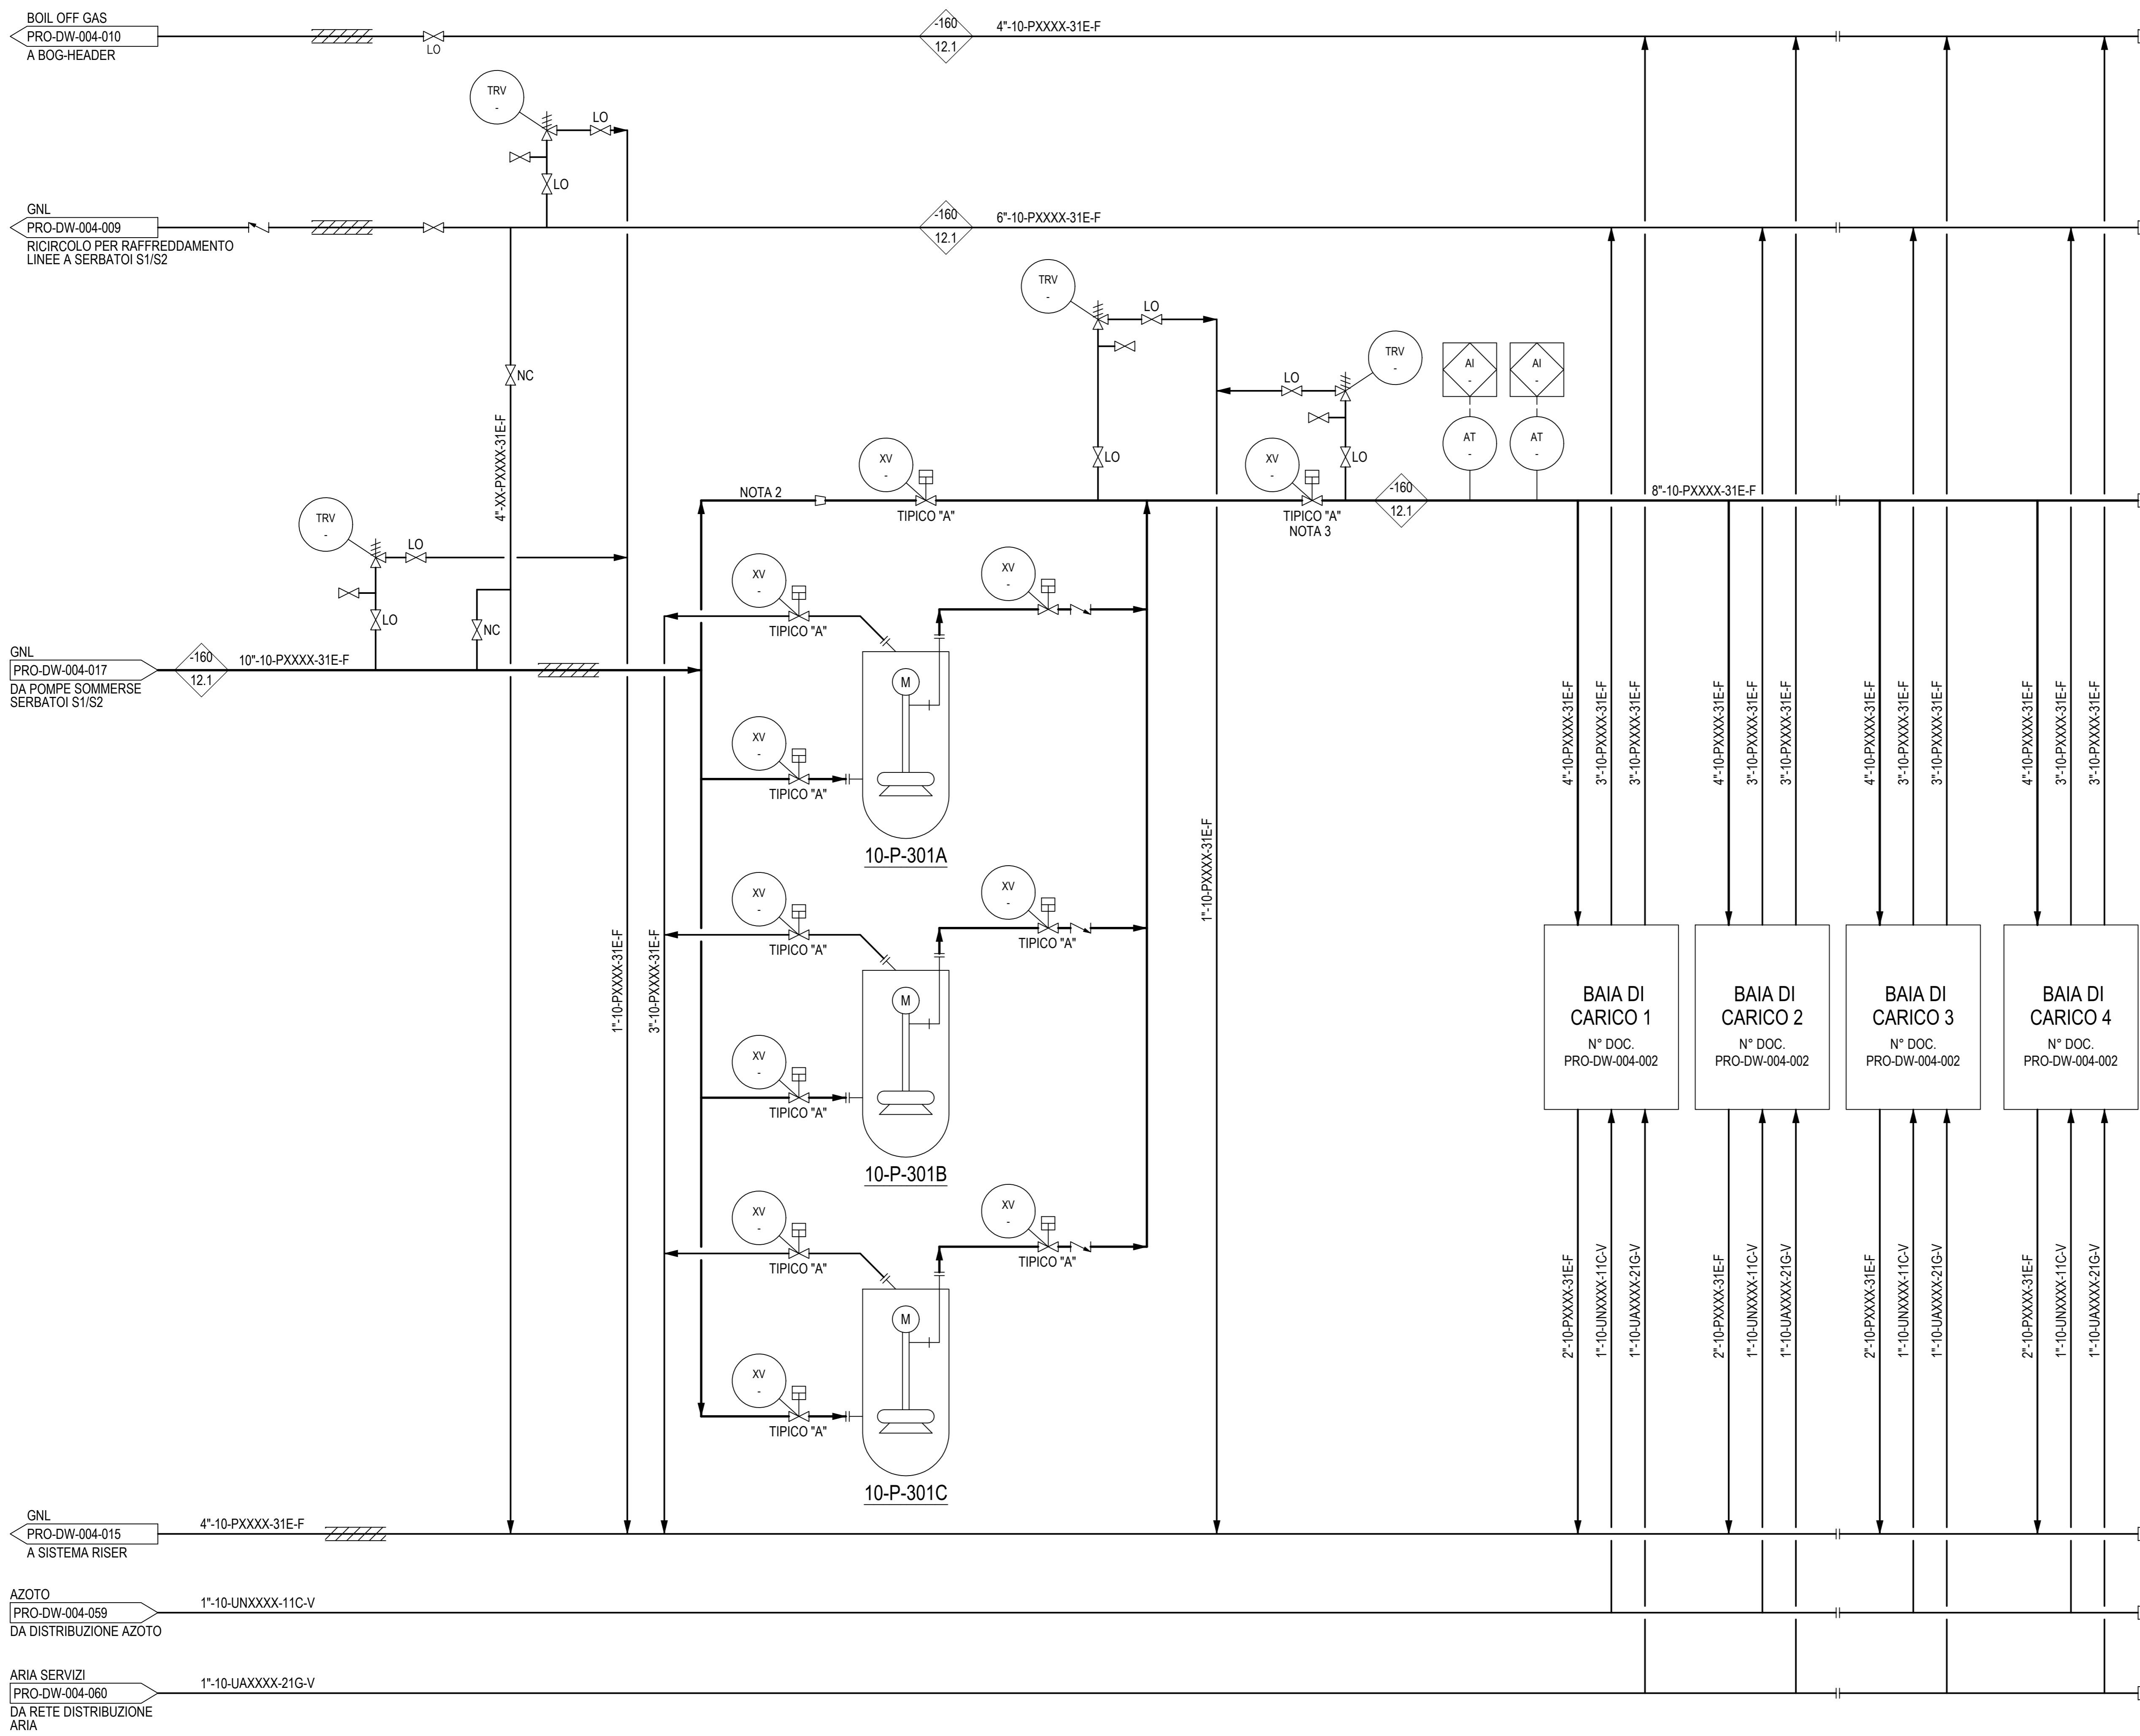 BOIL OFF GAS
PRO-DW-004-010
A BOG-HEADER
LO
-160
12.1
4"-10-PXXXX-31E-F
TRV
-
LO
LO
GNL
PRO-DW-004-009
RICIRCOLO PER RAFFREDDAMENTO
LINEE A SERBATOI S1/S2
-160
12.1
6"-10-PXXXX-31E-F
TRV
-
LO
LO
TRV
-
LO
LO
AI
-
AI
-
AT
-
AT
-
NC
4"-XX-PXXXX-31E-F
NOTA 2
XV
-
TIPICO "A"
XV
-
TIPICO "A"
NOTA 3
-160
12.1
8"-10-PXXXX-31E-F
TRV
-
LO
LO
NC
GNL
PRO-DW-004-017
DA POMPE SOMMERSE
SERBATOI S1/S2
-160
12.1
10"-10-PXXXX-31E-F
XV
-
TIPICO "A"
XV
-
M
XV
-
TIPICO "A"
10-P-301A
XV
-
TIPICO "A"
XV
-
TIPICO "A"
M
XV
-
TIPICO "A"
10-P-301B
XV
-
TIPICO "A"
XV
-
TIPICO "A"
M
XV
-
TIPICO "A"
10-P-301C
1"-10-PXXXX-31E-F
3"-10-PXXXX-31E-F
1"-10-PXXXX-31E-F
4"-10-PXXXX-31E-F
3"-10-PXXXX-31E-F
3"-10-PXXXX-31E-F
4"-10-PXXXX-31E-F
3"-10-PXXXX-31E-F
3"-10-PXXXX-31E-F
4"-10-PXXXX-31E-F
3"-10-PXXXX-31E-F
3"-10-PXXXX-31E-F
4"-10-PXXXX-31E-F
3"-10-PXXXX-31E-F
3"-10-PXXXX-31E-F
BAIA DI
CARICO 1
N° DOC.
PRO-DW-004-002
BAIA DI
CARICO 2
N° DOC.
PRO-DW-004-002
BAIA DI
CARICO 3
N° DOC.
PRO-DW-004-002
BAIA DI
CARICO 4
N° DOC.
PRO-DW-004-002
2"-10-PXXXX-31E-F
1"-10-UNXXXX-11C-V
1"-10-UAXXXX-21G-V
2"-10-PXXXX-31E-F
1"-10-UNXXXX-11C-V
1"-10-UAXXXX-21G-V
2"-10-PXXXX-31E-F
1"-10-UNXXXX-11C-V
1"-10-UAXXXX-21G-V
2"-10-PXXXX-31E-F
1"-10-UNXXXX-11C-V
1"-10-UAXXXX-21G-V
GNL
PRO-DW-004-015
A SISTEMA RISER
4"-10-PXXXX-31E-F
AZOTO
PRO-DW-004-059
DA DISTRIBUZIONE AZOTO
1"-10-UNXXXX-11C-V
ARIA SERVIZI
PRO-DW-004-060
DA RETE DISTRIBUZIONE
ARIA
1"-10-UAXXXX-21G-V